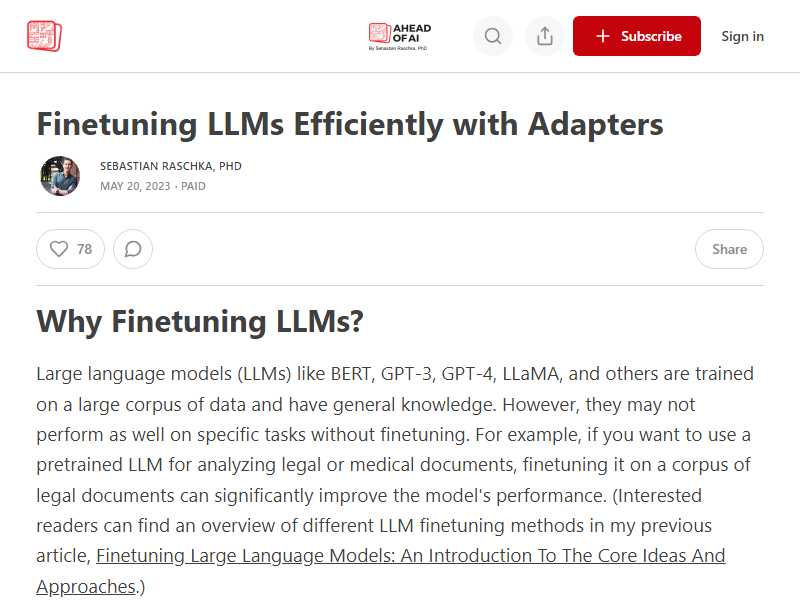 AHEAD
OF AI
By Sebastian Raschka, PhD
Subscribe
Sign in
Finetuning LLMs Efficiently with Adapters
SEBASTIAN RASCHKA, PHD
MAY 20, 2023 · PAID
78
Share
Why Finetuning LLMs?
Large language models (LLMs) like BERT, GPT-3, GPT-4, LLaMA, and others are trained
on a large corpus of data and have general knowledge. However, they may not
perform as well on specific tasks without finetuning. For example, if you want to use a
pretrained LLM for analyzing legal or medical documents, finetuning it on a corpus of
legal documents can significantly improve the model's performance. (Interested
readers can find an overview of different LLM finetuning methods in my previous
article, Finetuning Large Language Models: An Introduction To The Core Ideas And
Approaches.)